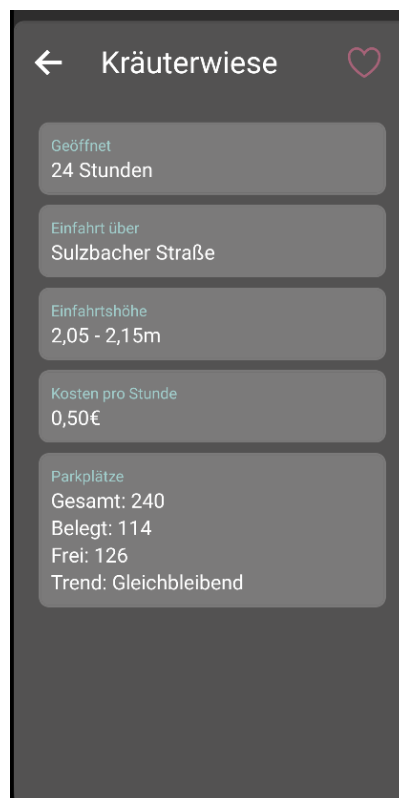 Kräuterwiese
Geöffnet
24 Stunden
Einfahrt über
Sulzbacher Straße
Einfahrtshöhe
2,05 - 2,15m
Kosten pro Stunde
0,50€
Parkplätze
Gesamt: 240
Belegt: 114
Frei: 126
Trend: Gleichbleibend